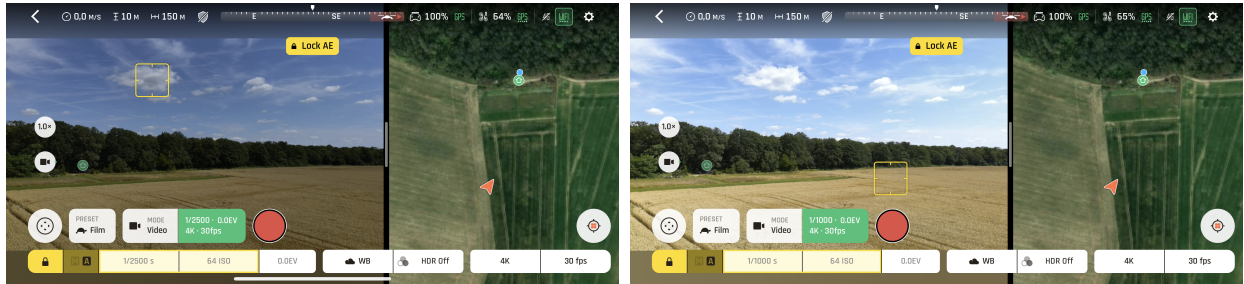 0,0 M/S 10 M 150 M E SE 100% GPS 64% GPS WiFi
Lock AE
1.0×
PRESET
Film
MODE
Video
1/2500 · 0.0EV
4K · 30fps
A 1/2500 s 64 ISO 0.0EV WB HDR Off 4K 30 fps
0,0 M/S 10 M 150 M E SE 100% GPS 65% GPS WiFi
Lock AE
1.0×
PRESET
Film
MODE
Video
1/1000 · 0.0EV
4K · 30fps
A 1/1000 s 64 ISO 0.0EV WB HDR Off 4K 30 fps